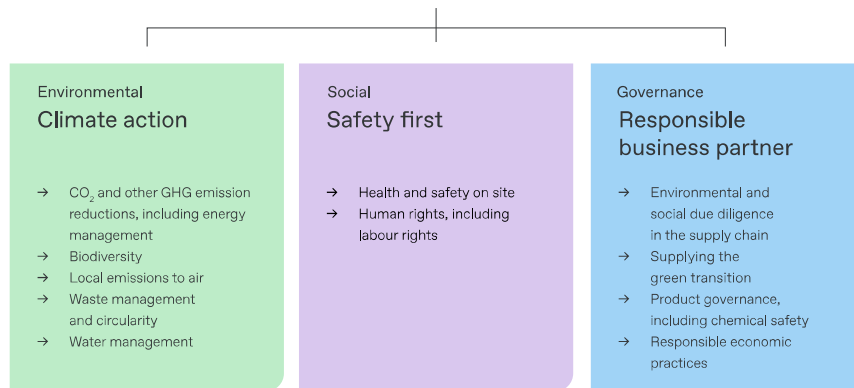 Environmental
Climate action
→ CO₂ and other GHG emission
reductions, including energy
management
→ Biodiversity
→ Local emissions to air
→ Waste management
and circularity
→ Water management
Social
Safety first
→ Health and safety on site
→ Human rights, including
labour rights
Governance
Responsible
business partner
→ Environmental and
social due diligence
in the supply chain
→ Supplying the
green transition
→ Product governance,
including chemical safety
→ Responsible economic
practices